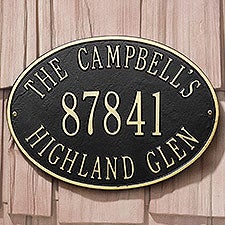 THE CAMPBELL'S
87841
HIGHLAND GLEN